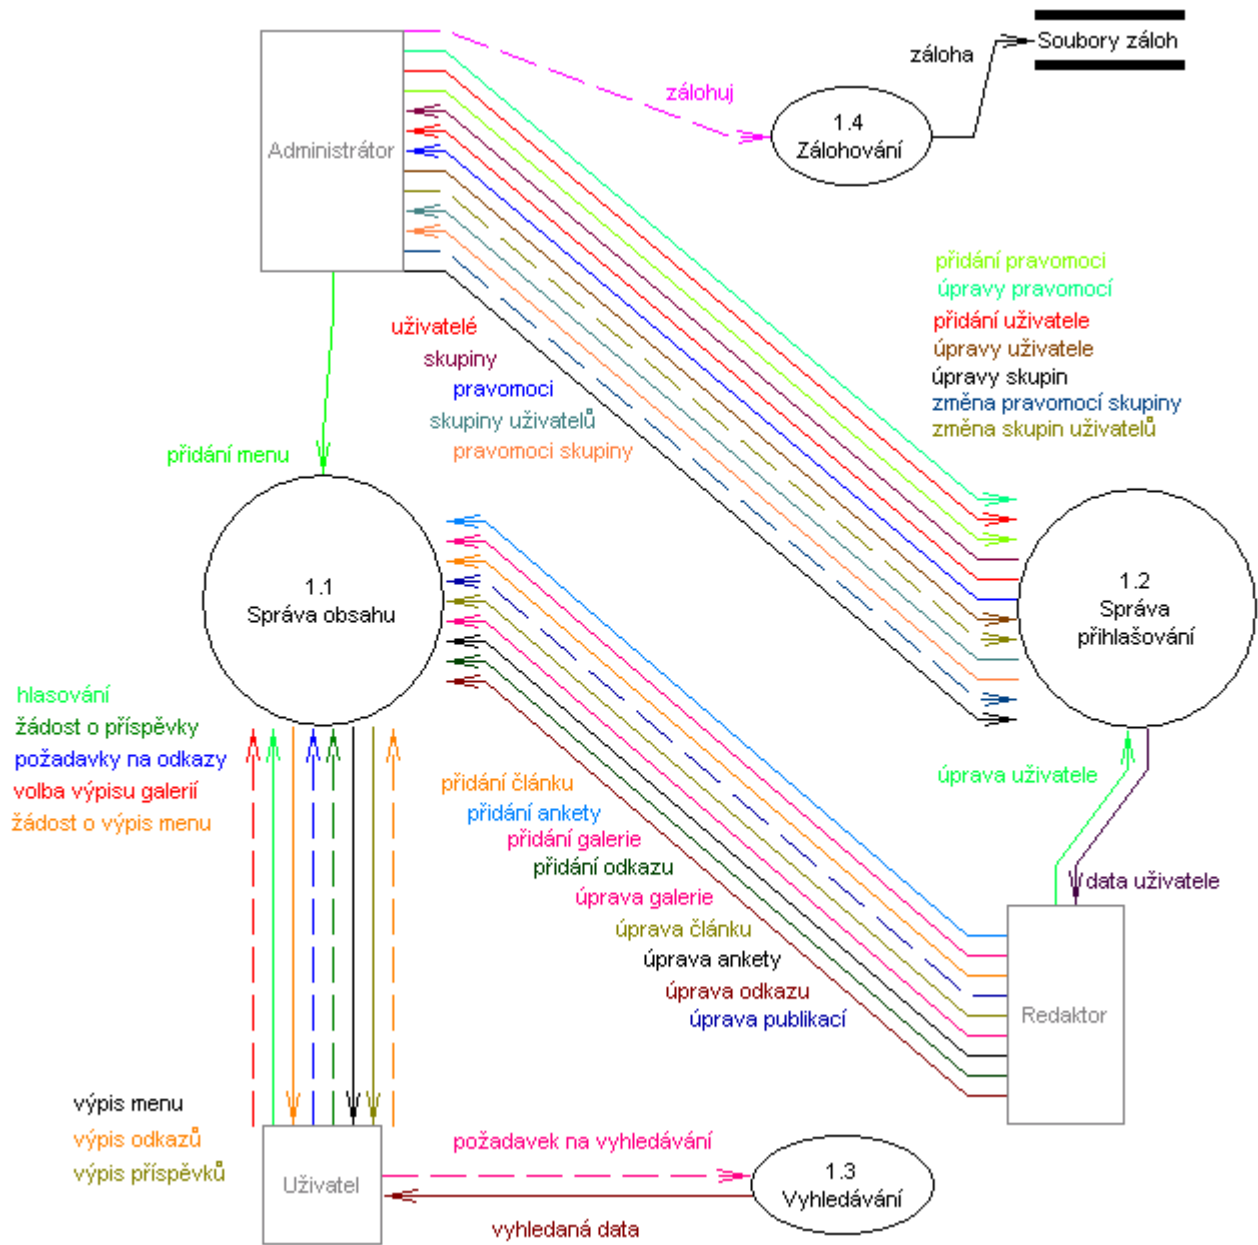 Soubory záloh
záloha
zálohuj
1.4
Zálohování
Administrátor
přidání pravomoci
úpravy pravomocí
přidání uživatele
úpravy uživatele
úpravy skupin
změna pravomocí skupiny
změna skupin uživatelů
uživatelé
skupiny
pravomoci
skupiny uživatelů
pravomoci skupiny
přidání menu
1.1
Správa obsahu
1.2
Správa
přihlašování
hlasování
žádost o příspěvky
požadavky na odkazy
volba výpisu galerií
žádost o výpis menu
přidání článku
přidání ankety
přidání galerie
přidání odkazu
úprava galerie
úprava článku
úprava ankety
úprava odkazu
úprava publikací
úprava uživatele
data uživatele
Redaktor
výpis menu
výpis odkazů
výpis příspěvků
Uživatel
požadavek na vyhledávání
1.3
Vyhledávání
vyhledaná data